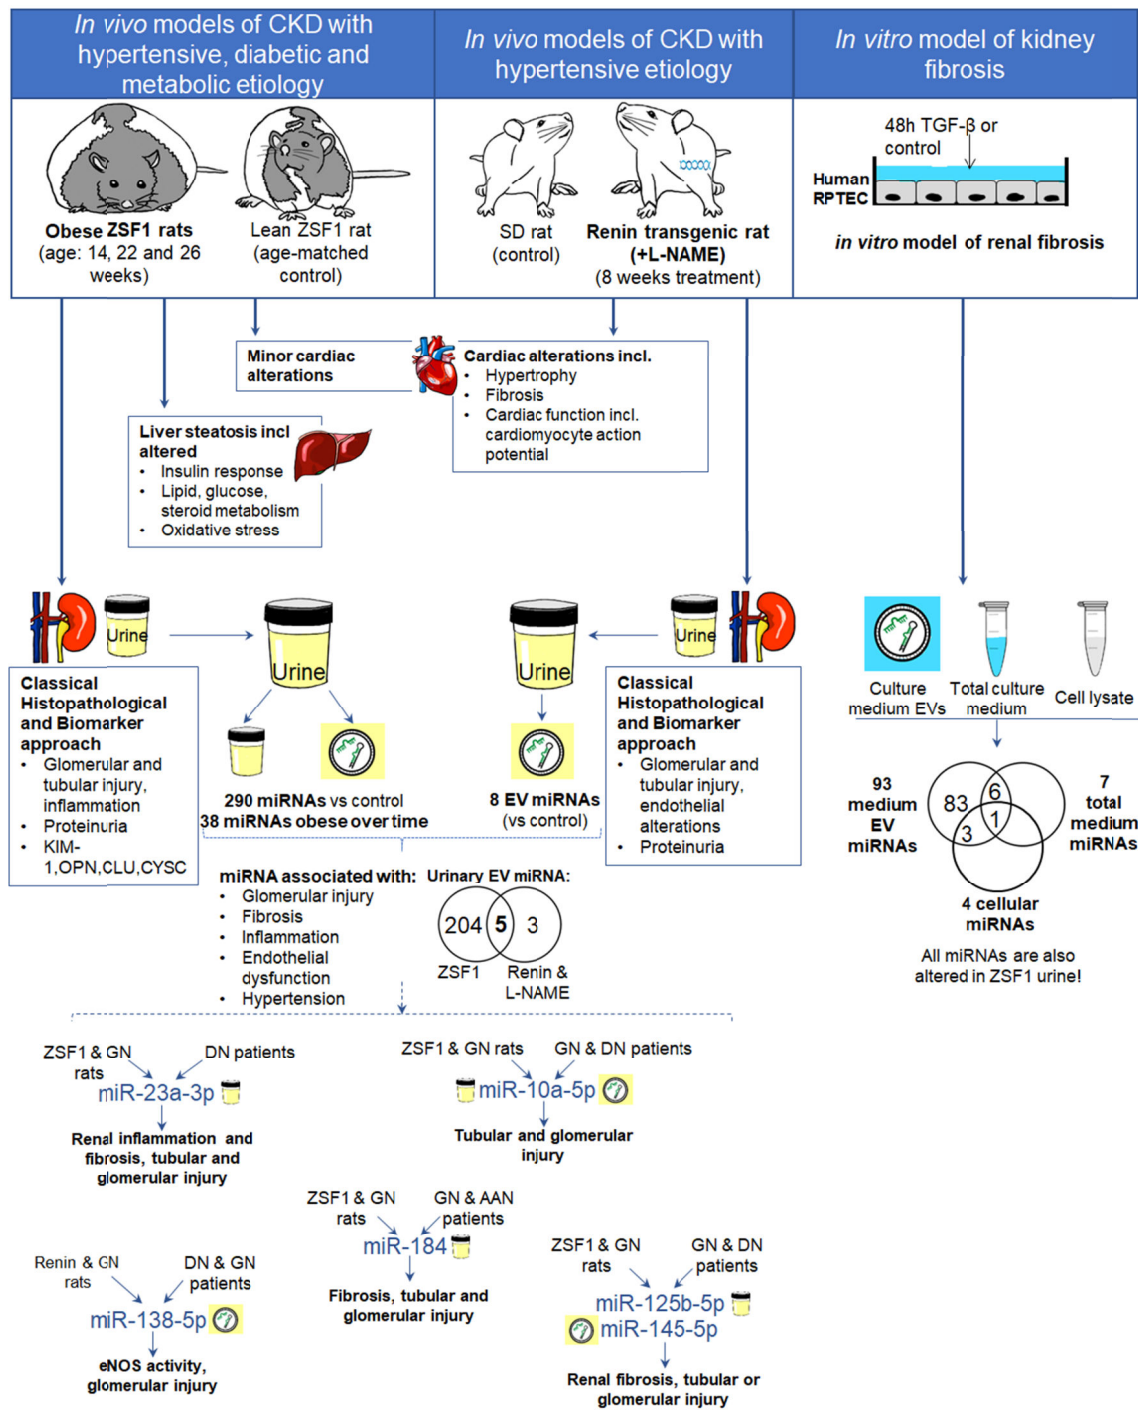 In vivo models of CKD with
hypertensive, diabetic and
metabolic etiology
In vivo models of CKD with
hypertensive etiology
In vitro model of kidney
fibrosis
Obese ZSF1 rats
(age: 14, 22 and 26
weeks)
Lean ZSF1 rat
(age-matched
control)
SD rat
(control)
Renin transgenic rat
(+L-NAME)
(8 weeks treatment)
48h TGF-β or
control
Human
RPTEC
in vitro model of renal fibrosis
Minor cardiac
alterations
Cardiac alterations incl.
• Hypertrophy
• Fibrosis
• Cardiac function incl.
cardiomyocyte action
potential
Liver steatosis incl
altered
• Insulin response
• Lipid, glucose,
steroid metabolism
• Oxidative stress
Urine
Urine
Urine
Urine
Classical
Histopathological
and Biomarker
approach
• Glomerular and
tubular injury,
inflammation
• Proteinuria
• KIM-
1,OPN,CLU,CYSC
290 miRNAs vs control
38 miRNAs obese over time
8 EV miRNAs
(vs control)
Classical
Histopathological
and Biomarker
approach
• Glomerular and
tubular injury,
endothelial
alterations
• Proteinuria
Culture
medium EVs
Total culture
medium
Cell lysate
93
medium
EV
miRNAs
83
6
1
3
7
total
medium
miRNAs
4 cellular
miRNAs
All miRNAs are also
altered in ZSF1 urine!
miRNA associated with:
• Glomerular injury
• Fibrosis
• Inflammation
• Endothelial
dysfunction
• Hypertension
Urinary EV miRNA:
204
5
3
ZSF1
Renin &
L-NAME
ZSF1 & GN
rats
DN patients
miR-23a-3p
Renal inflammation and
fibrosis, tubular and
glomerular injury
ZSF1 & GN rats
GN & DN patients
miR-10a-5p
Tubular and glomerular
injury
ZSF1 & GN
rats
GN & AAN
patients
miR-184
Fibrosis, tubular and
glomerular injury
Renin & GN
rats
DN & GN
patients
miR-138-5p
eNOS activity,
glomerular injury
ZSF1 & GN
rats
GN & DN
patients
miR-125b-5p
miR-145-5p
Renal fibrosis, tubular or
glomerular injury